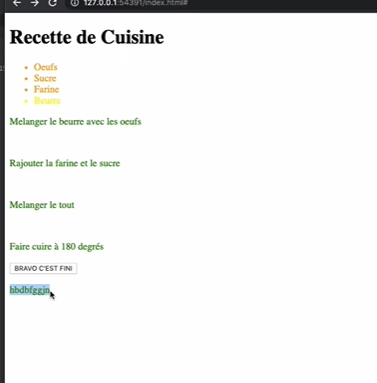 127.0.0.1:54391/index.html#
Recette de Cuisine
Oeufs
Sucre
Farine
Beurre
Melanger le beurre avec les oeufs
Rajouter la farine et le sucre
Melanger le tout
Faire cuire à 180 degrés
BRAVO C'EST FINI
hbdbfggjn